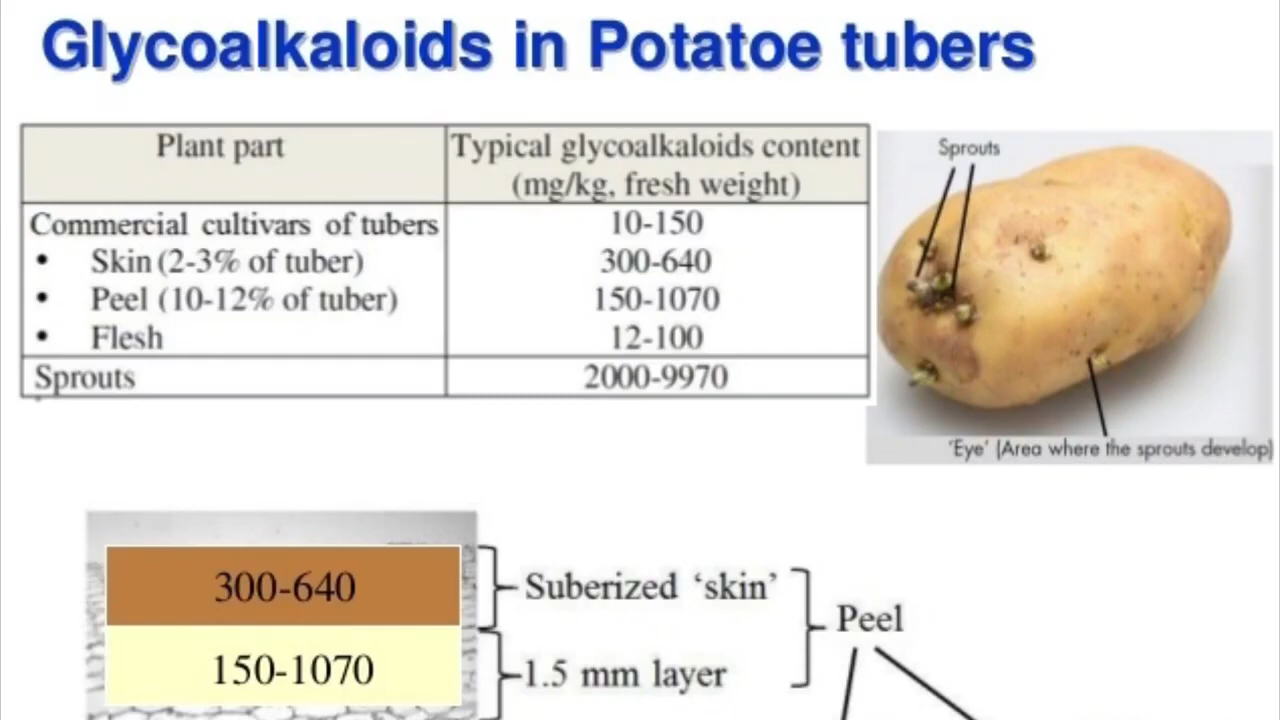 Glycoalkaloids in Potatoe tubers
Plant part
Typical glycoalkaloids content
(mg/kg, fresh weight)
Commercial cultivars of tubers
10-150
• Skin (2-3% of tuber)
300-640
• Peel (10-12% of tuber)
150-1070
• Flesh
12-100
Sprouts
2000-9970
Sprouts
'Eye' (Area where the sprouts develop)
300-640
Suberized ‘skin’
Peel
150-1070
1.5 mm layer